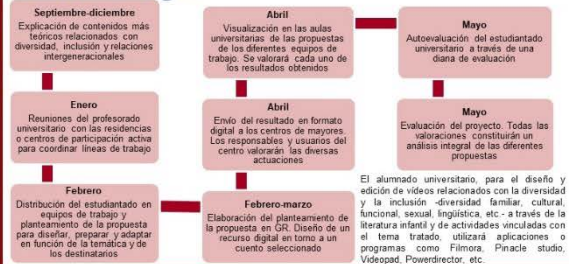 Septiembre-diciembre
Explicación de contenidos más
teóricos relacionados con
diversidad, inclusión y relaciones
intergeneracionales
Enero
Reuniones del profesorado
universitario con las residencias
o centros de participación activa
para coordinar líneas de trabajo
Febrero
Distribución del estudiantado en
equipos de trabajo y
planteamiento de la propuesta
para diseñar, preparar y adaptar
en función de la temática y de
los destinatarios
Febrero-marzo
Elaboración del planteamiento de
la propuesta en GR. Diseño de un
recurso digital en torno a un
cuento seleccionado
Abril
Envío del resultado en formato
digital a los centros de mayores.
Los responsables y usuarios del
centro valorarán las diversas
actuaciones
Abril
Visualización en las aulas
universitarias de las propuestas
de los diferentes equipos de
trabajo. Se valorará cada uno de
los resultados obtenidos
Mayo
Autoevaluación del estudiantado
universitario a través de una
diana de evaluación
Mayo
Evaluación del proyecto. Todas las
valoraciones constituirán un
análisis integral de las diferentes
propuestas
El alumnado universitario, para el diseño y
edición de vídeos relacionados con la diversidad
y la inclusión -diversidad familiar, cultural,
funcional, sexual, lingüística, etc.- a través de la
literatura infantil y de actividades vinculadas con
el tema tratado, utilizará aplicaciones o
programas como Filmora, Pinacle studio,
Videopad, Powerdirector, etc.